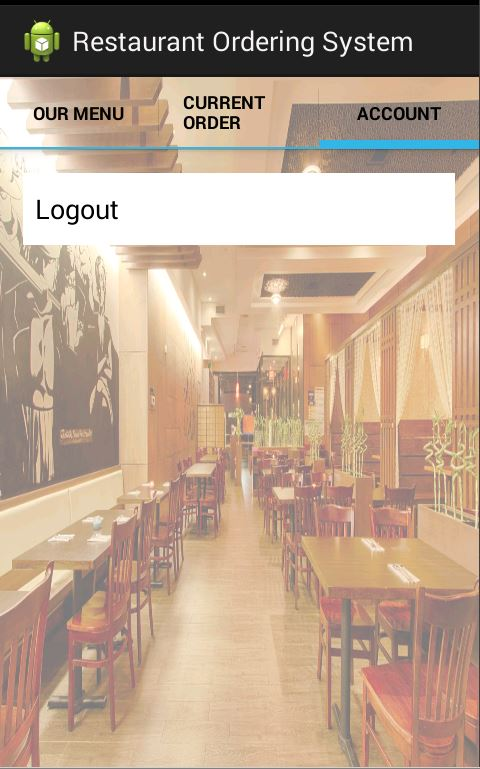 Restaurant Ordering System
OUR MENU
CURRENT
ORDER
ACCOUNT
Logout